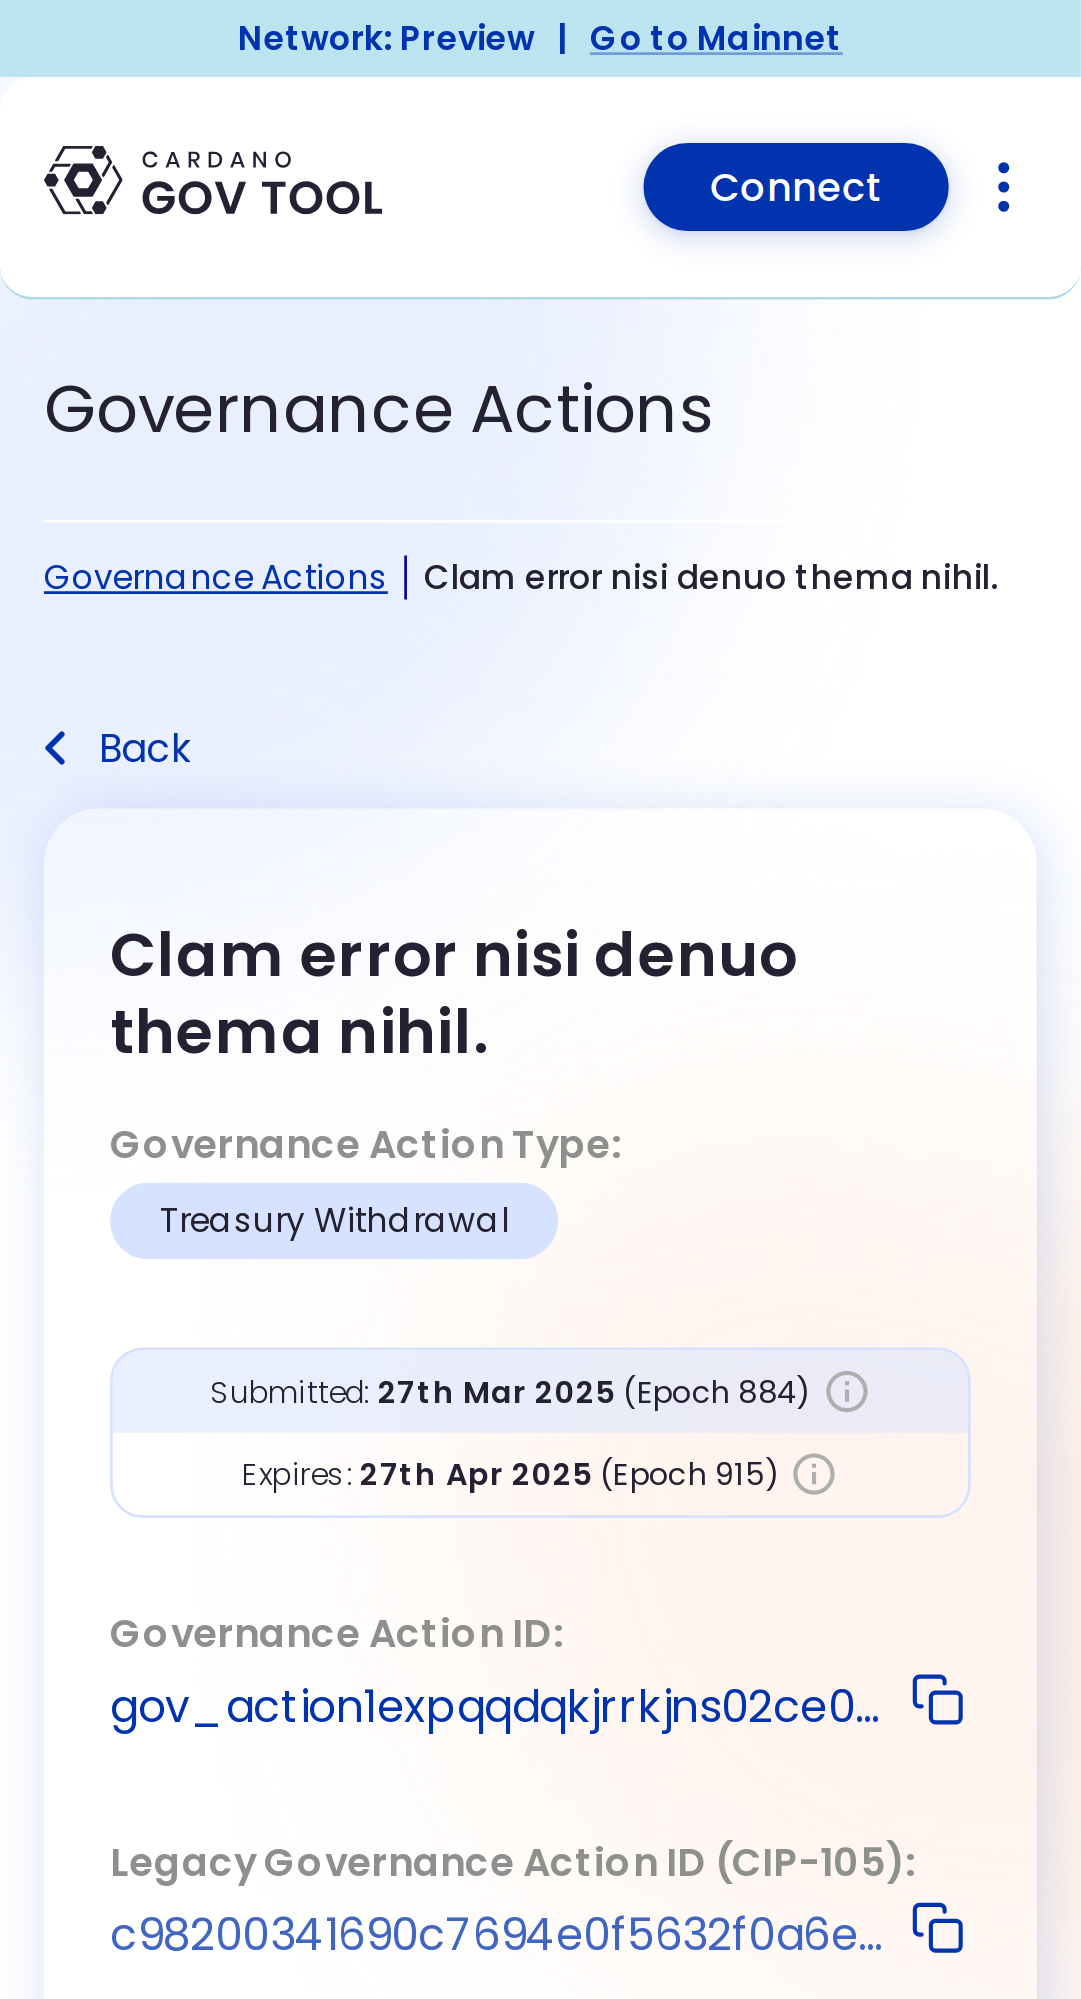 Network: Preview | Go to Mainnet
CARDANO
GOV TOOL
Connect
Governance Actions
Governance Actions | Clam error nisi denuo thema nihil.
Back
Clam error nisi denuo
thema nihil.
Governance Action Type:
Treasury Withdrawal
Submitted: 27th Mar 2025 (Epoch 884)
Expires: 27th Apr 2025 (Epoch 915)
Governance Action ID:
gov_action1expqqdqkjrrkjns02ce0...
Legacy Governance Action ID (CIP-105):
c98200341690c7694e0f5632f0a6e...